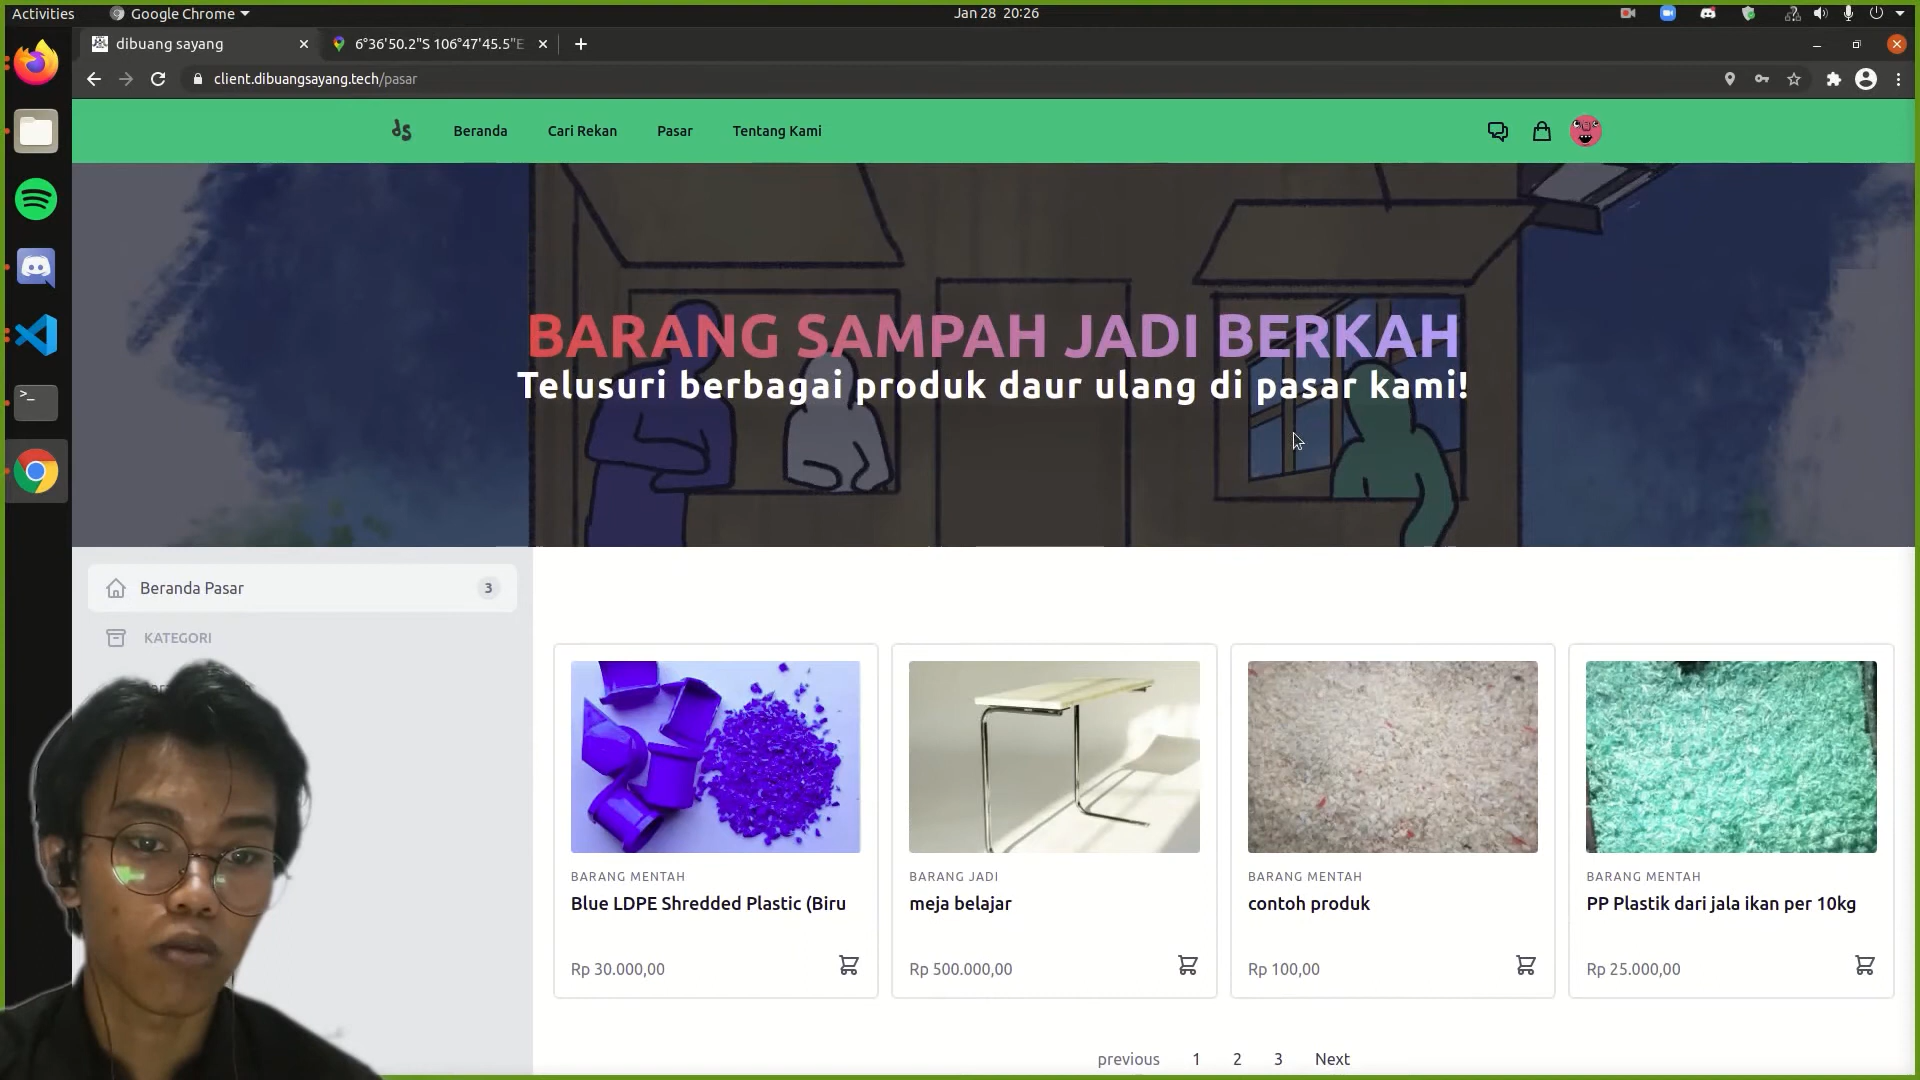 Activities
Google Chrome
Jan 28 20:26
dibuang sayang
6°36'50.2"S 106°47'45.5"E
client.dibuangsayang.tech/pasar
ds
Beranda
Cari Rekan
Pasar
Tentang Kami
BARANG SAMPAH JADI BERKAH
Telusuri berbagai produk daur ulang di pasar kami!
Beranda Pasar
3
KATEGORI
BARANG MENTAH
Blue LDPE Shredded Plastic (Biru
Rp 30.000,00
BARANG JADI
meja belajar
Rp 500.000,00
BARANG MENTAH
contoh produk
Rp 100,00
BARANG MENTAH
PP Plastik dari jala ikan per 10kg
Rp 25.000,00
previous 1 2 3 Next